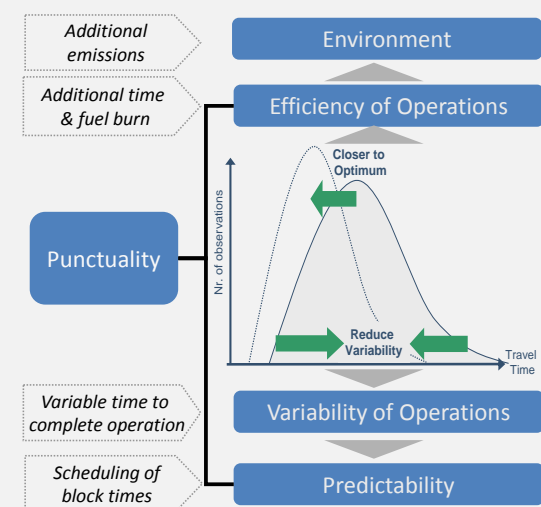 Additional
emissions
Environment
Additional time
& fuel burn
Efficiency of Operations
Closer to
Optimum
Nr. of observations
Punctuality
Reduce
Variability
Travel
Time
Variable time to
complete operation
Variability of Operations
Scheduling of
block times
Predictability